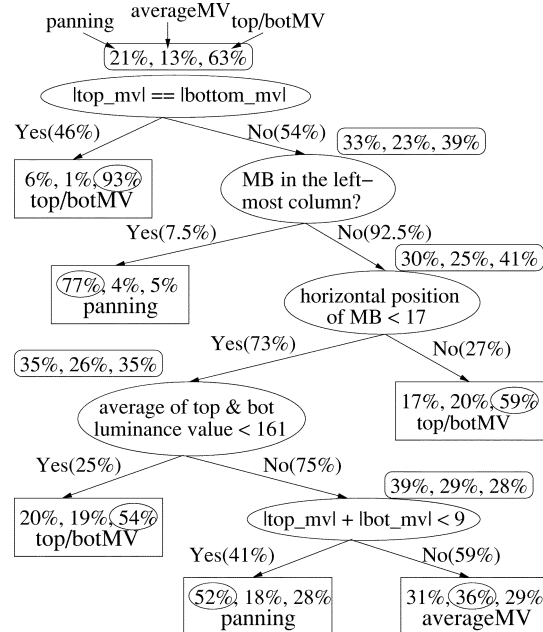 averageMV
panning
top/botMV
21%, 13%, 63%
|top_mv| == |bottom_mv|
Yes(46%)
No(54%)
33%, 23%, 39%
6%, 1%, 93%
top/botMV
MB in the left-
most column?
Yes(7.5%)
No(92.5%)
30%, 25%, 41%
77%, 4%, 5%
panning
horizontal position
of MB < 17
Yes(73%)
No(27%)
35%, 26%, 35%
17%, 20%, 59%
top/botMV
average of top & bot
luminance value < 161
Yes(25%)
No(75%)
39%, 29%, 28%
20%, 19%, 54%
top/botMV
|top_mv| + |bot_mv| < 9
Yes(41%)
No(59%)
52%, 18%, 28%
panning
31%, 36%, 29%
averageMV